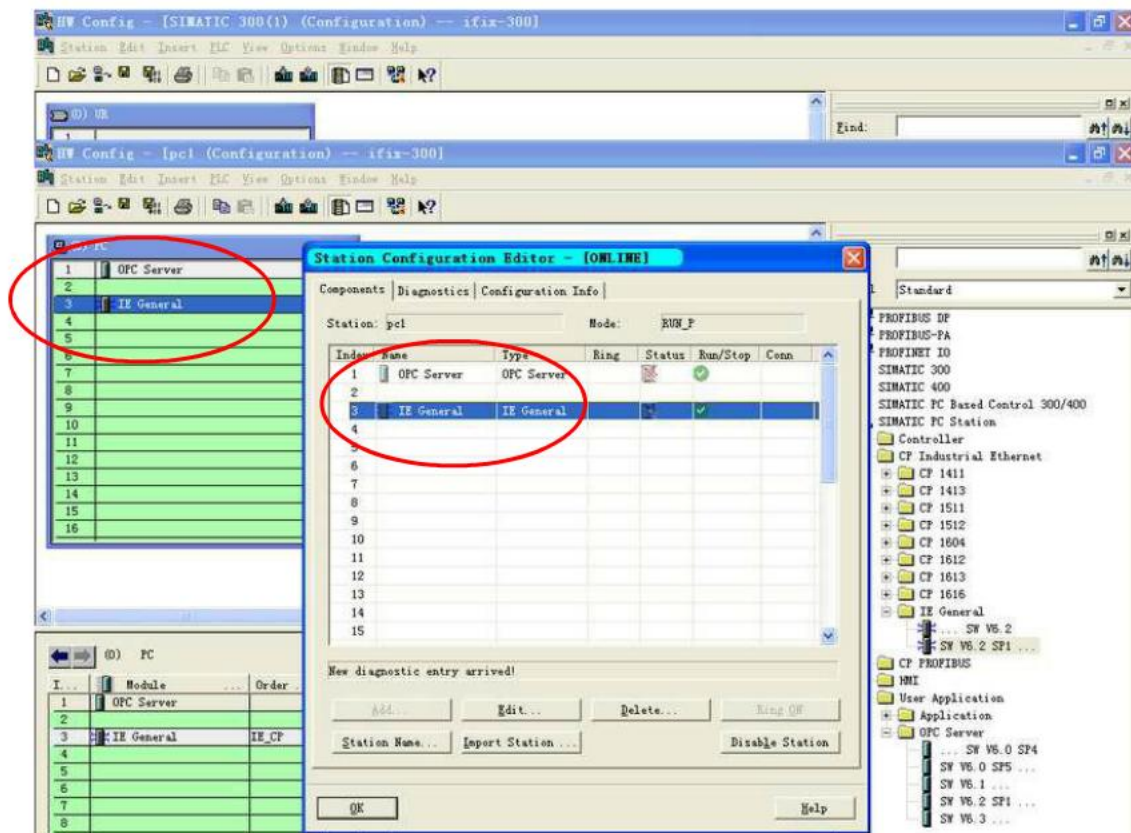 HW Config - [SIMATIC 300(1) (Configuration) -- ifix-300]
Station Edit Insert PLC View Options Window Help
(0) UR
1
Find:
HW Config - [pc1 (Configuration) -- ifix-300]
Station Edit Insert PLC View Options Window Help
(0) PC
1 OPC Server
2
3 IE General
4
5
6
7
8
9
10
11
12
13
14
15
16
Station Configuration Editor - [ONLINE]
Components Diagnostics Configuration Info
Station: pc1 Mode: RUN_P
Index Name Type Ring Status Run/Stop Conn
1 OPC Server OPC Server
2
3 IE General IE General
4
5
6
7
8
9
10
11
12
13
14
15
New diagnostic entry arrived!
Add... Edit... Delete... Ring ON
Station Name... Import Station ... Disable Station
OK Help
Standard
PROFIBUS DP
PROFIBUS-PA
PROFINET IO
SIMATIC 300
SIMATIC 400
SIMATIC PC Based Control 300/400
SIMATIC PC Station
Controller
CP Industrial Ethernet
CP 1411
CP 1413
CP 1511
CP 1512
CP 1604
CP 1612
CP 1613
CP 1616
IE General
... SW V6.2
SW V6.2 SP1 ...
CP PROFIBUS
HMI
User Application
Application
OPC Server
... SW V6.0 SP4
SW V6.0 SP5 ...
SW V6.1 ...
SW V6.2 SP1 ...
SW V6.3 ...
(0) PC
I... Module ... Order ..
1 OPC Server
2
3 IE General IE_CP
4
5
6
7
8